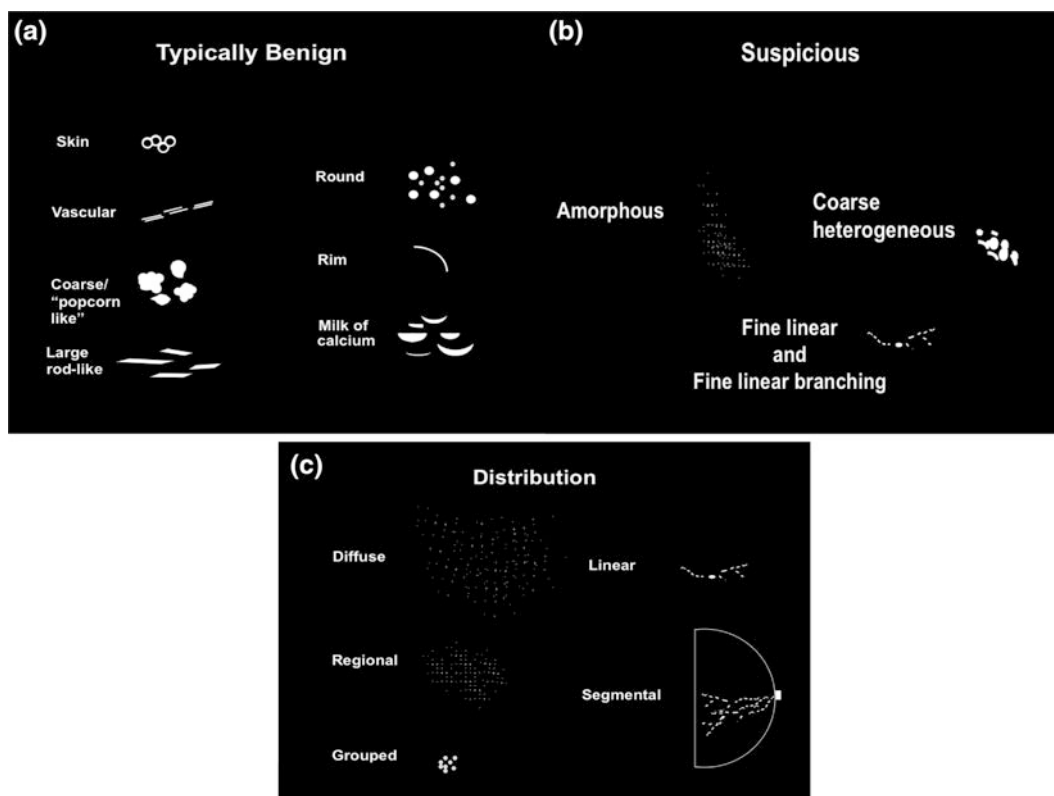 (a)
Typically Benign
Skin
Vascular
Coarse/
“popcorn
like”
Large
rod-like
Round
Rim
Milk of
calcium
(b)
Suspicious
Amorphous
Coarse
heterogeneous
Fine linear
and
Fine linear branching
(c)
Distribution
Diffuse
Regional
Grouped
Linear
Segmental